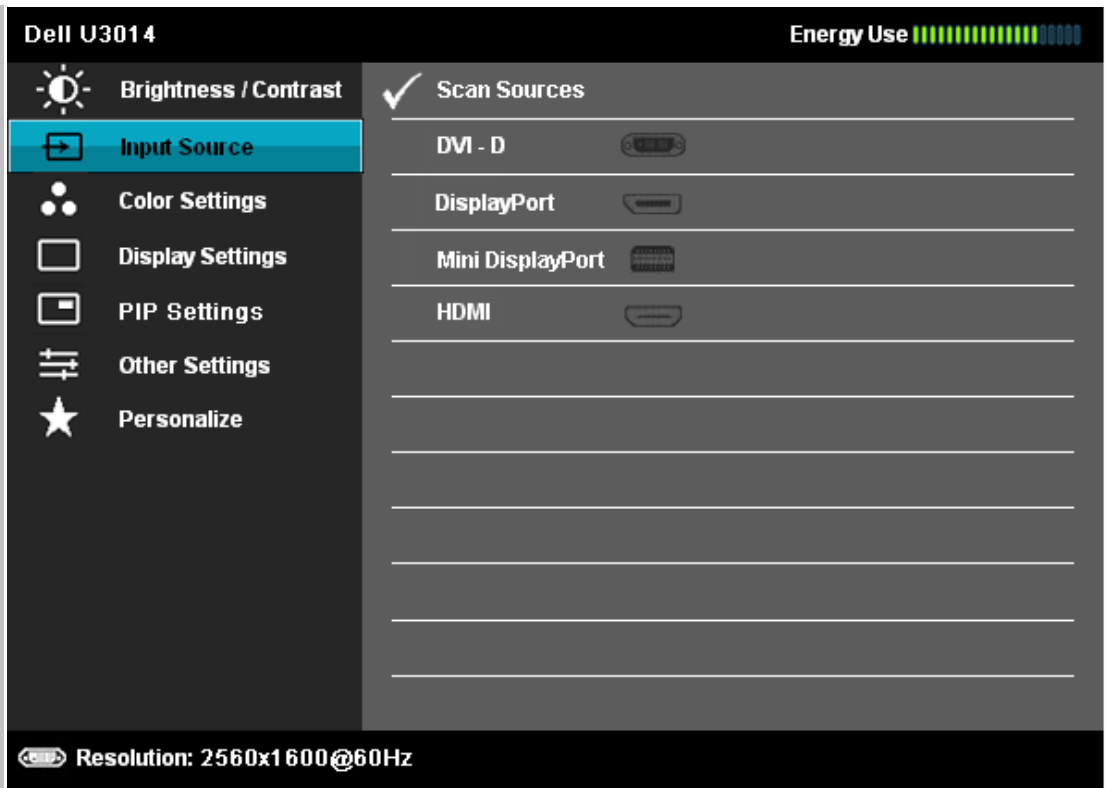 Dell U3014
Energy Use
Brightness / Contrast
Scan Sources
Input Source
DVI - D
Color Settings
DisplayPort
Display Settings
Mini DisplayPort
PIP Settings
HDMI
Other Settings
Personalize
Resolution: 2560x1600@60Hz